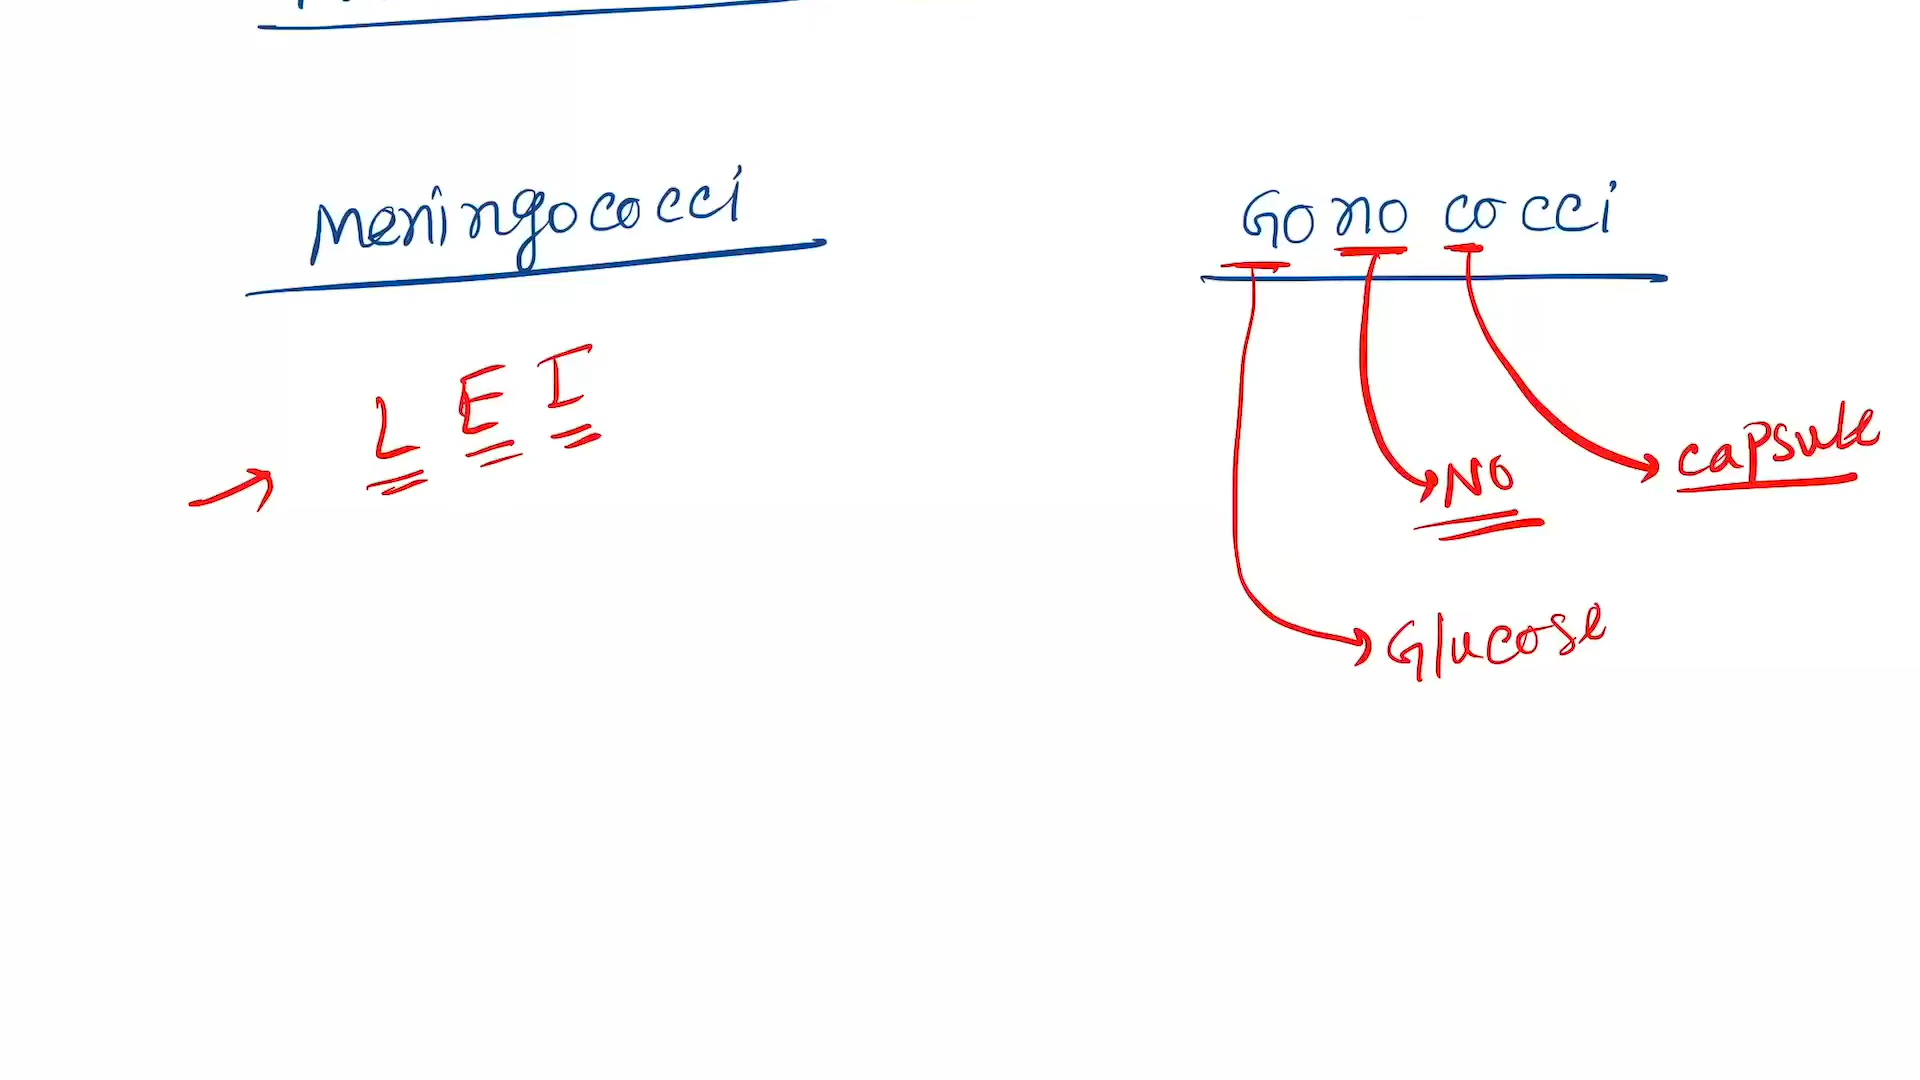 Meningococci
Gonococci
L E I
capsule
NO
Glucose